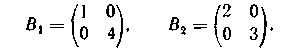 B₁ = (1 0
0 4), B₂ = (2 0
0 3).